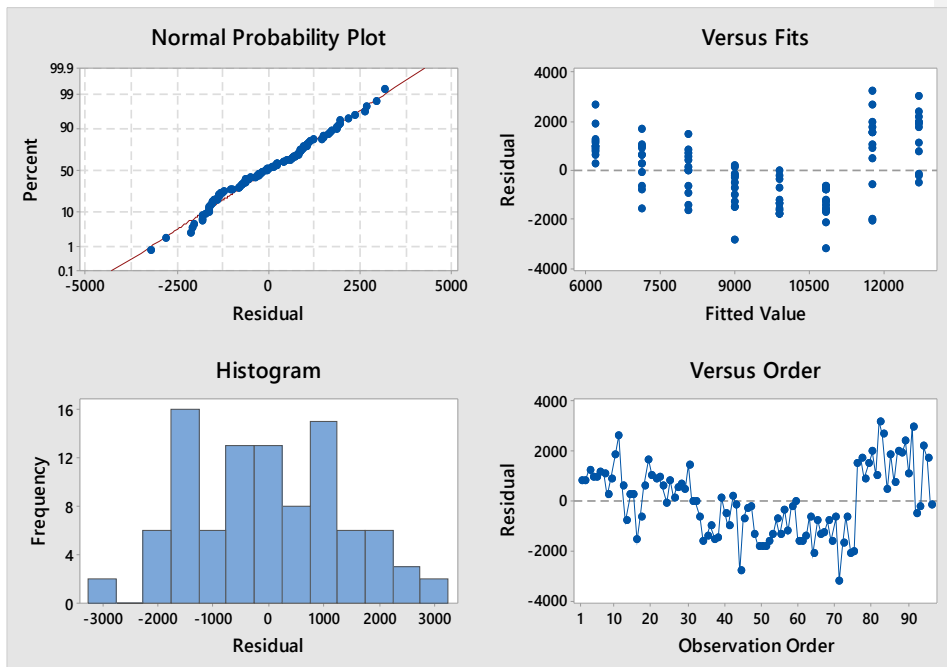 Normal Probability Plot
99.9
99
90
50
10
1
0.1
Percent
-5000 -2500 0 2500 5000
Residual
Versus Fits
4000
2000
0
-2000
-4000
Residual
6000 7500 9000 10500 12000
Fitted Value
Histogram
16
12
8
4
0
Frequency
-3000 -2000 -1000 0 1000 2000 3000
Residual
Versus Order
4000
2000
0
-2000
-4000
Residual
1 10 20 30 40 50 60 70 80 90
Observation Order